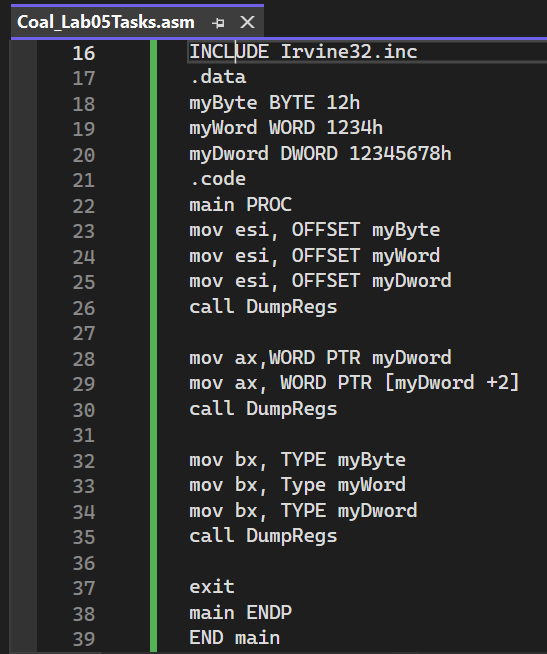 Coal_Lab05Tasks.asm
16 INCLUDE Irvine32.inc
17 .data
18 myByte BYTE 12h
19 myWord WORD 1234h
20 myDword DWORD 12345678h
21 .code
22 main PROC
23 mov esi, OFFSET myByte
24 mov esi, OFFSET myWord
25 mov esi, OFFSET myDword
26 call DumpRegs
27
28 mov ax,WORD PTR myDword
29 mov ax, WORD PTR [myDword +2]
30 call DumpRegs
31
32 mov bx, TYPE myByte
33 mov bx, Type myWord
34 mov bx, TYPE myDword
35 call DumpRegs
36
37 exit
38 main ENDP
39 END main